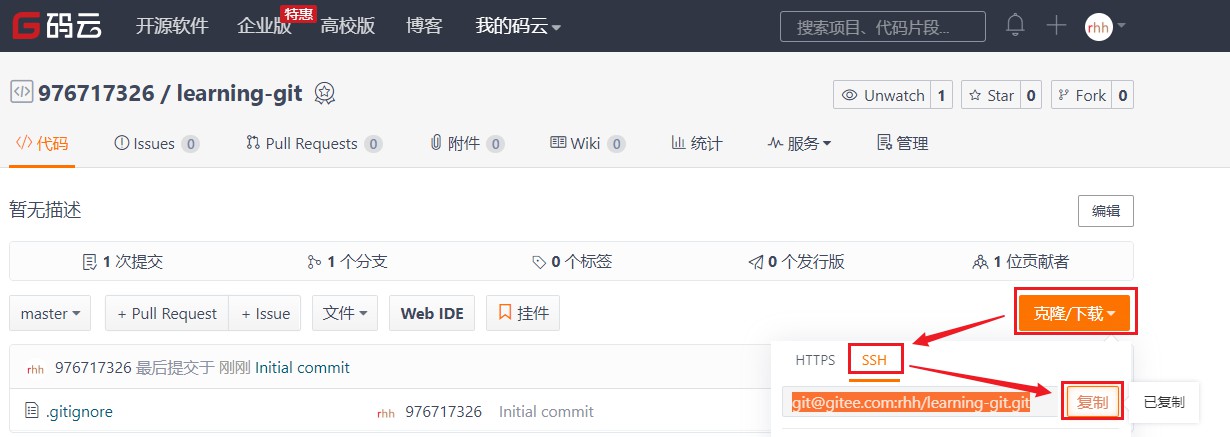 G 码云 开源软件 企业版 特惠 高校版 博客 我的码云 搜索项目、代码片段... rhh
976717326 / learning-git Unwatch 1 Star 0 Fork 0
代码 Issues 0 Pull Requests 0 附件 0 Wiki 0 统计 服务 管理
暂无描述 编辑
1 次提交 1 个分支 0 个标签 0 个发行版 1 位贡献者
master + Pull Request + Issue 文件 Web IDE 挂件 克隆/下载
HTTPS SSH
rhh 976717326 最后提交于 刚刚 Initial commit
git@gitee.com:rhh/learning-git.git 复制 已复制
.gitignore rhh 976717326 Initial commit